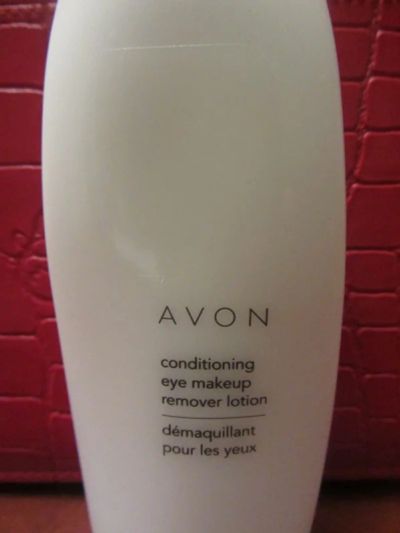 AVON
conditioning
eye makeup
remover lotion
démaquillant
pour les yeux